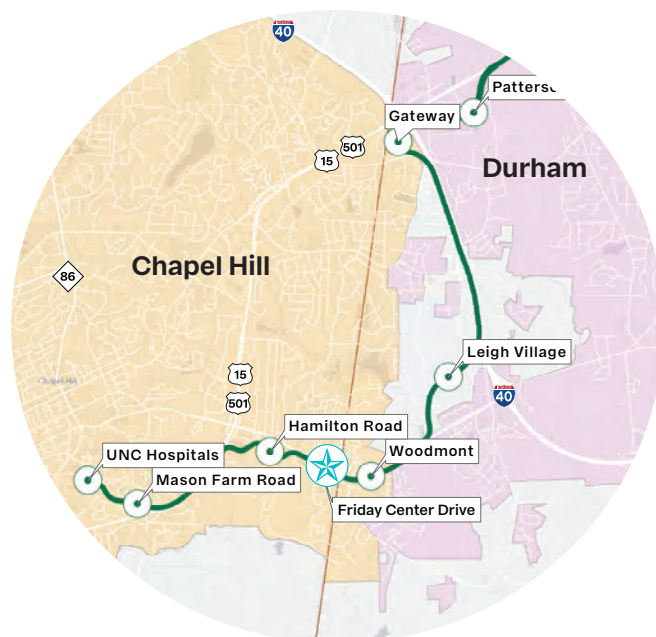 40
Patters
Gateway
501
15
Durham
Chapel Hill
86
Leigh Village
15
Chapel Hill
40
501
Hamilton Road
UNC Hospitals
Woodmont
Mason Farm Road
Friday Center Drive